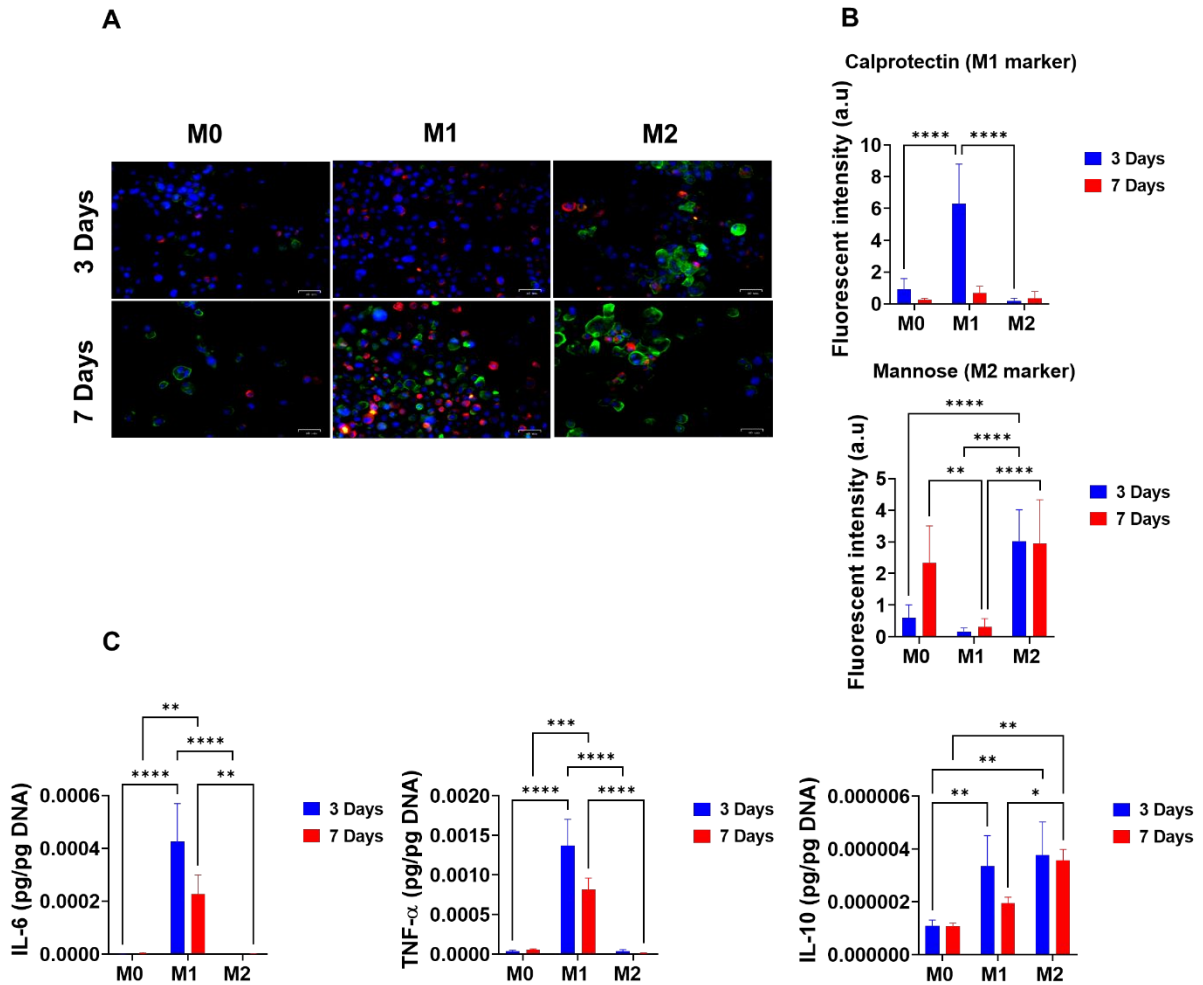 A
B
M0
M1
M2
3 Days
7 Days
Calprotectin (M1 marker)
Fluorescent intensity (a.u)
****
****
10
8
6
4
2
0
M0
M1
M2
3 Days
7 Days
Mannose (M2 marker)
Fluorescent intensity (a.u)
****
****
**
****
5
4
3
2
1
0
M0
M1
M2
3 Days
7 Days
C
IL-6 (pg/pg DNA)
**
****
****
**
0.0006
0.0004
0.0002
0.0000
M0
M1
M2
3 Days
7 Days
TNF-α (pg/pg DNA)
***
****
****
****
0.0020
0.0015
0.0010
0.0005
0.0000
M0
M1
M2
3 Days
7 Days
IL-10 (pg/pg DNA)
**
**
**
*
0.000006
0.000004
0.000002
0.000000
M0
M1
M2
3 Days
7 Days